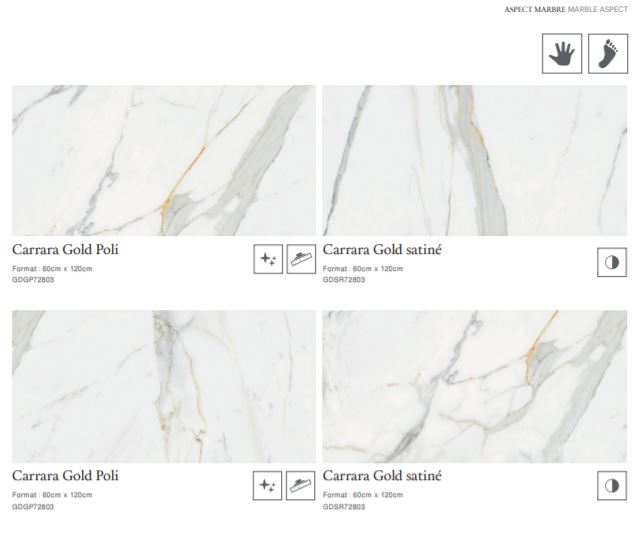 ASPECT MARBRE MARBLE ASPECT
Carrara Gold Poli
Format : 60cm x 120cm
GDGP72803
Carrara Gold satiné
Format : 60cm x 120cm
GDSR72803
Carrara Gold Poli
Format : 60cm x 120cm
GDGP72803
Carrara Gold satiné
Format : 60cm x 120cm
GDSR72803